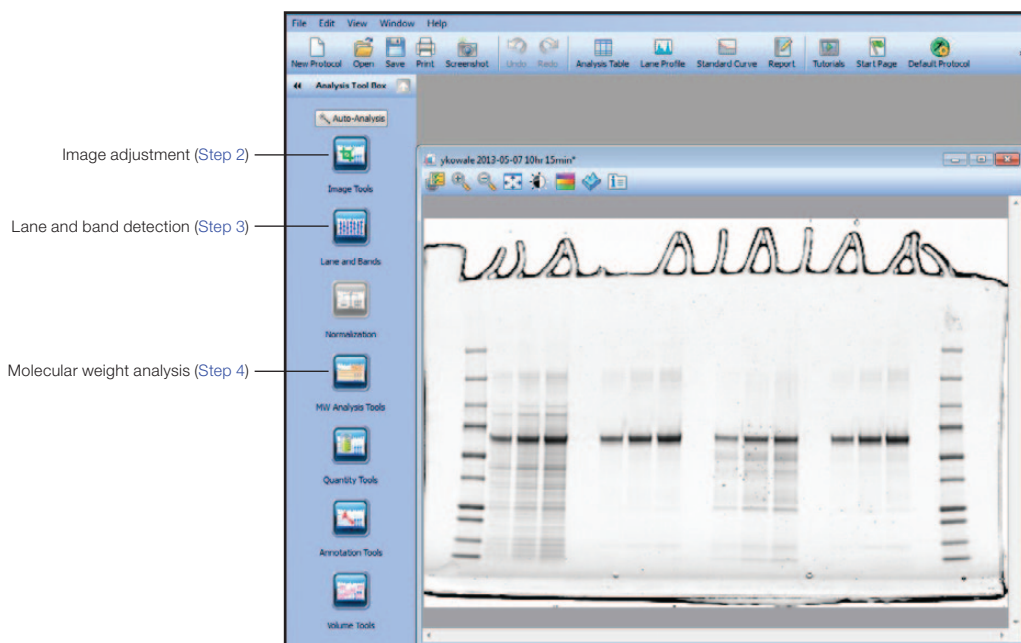 File Edit View Window Help
New Protocol Open Save Print Screenshot Undo Redo Analysis Table Lane Profile Standard Curve Report Tutorials Start Page Default Protocol
Analysis Tool Box
Auto-Analysis
Image adjustment (Step 2)
Image Tools
Lane and band detection (Step 3)
Lane and Bands
Normalization
Molecular weight analysis (Step 4)
MW Analysis Tools
Quantity Tools
Annotation Tools
Volume Tools
ykowale 2013-05-07 10hr 15min*